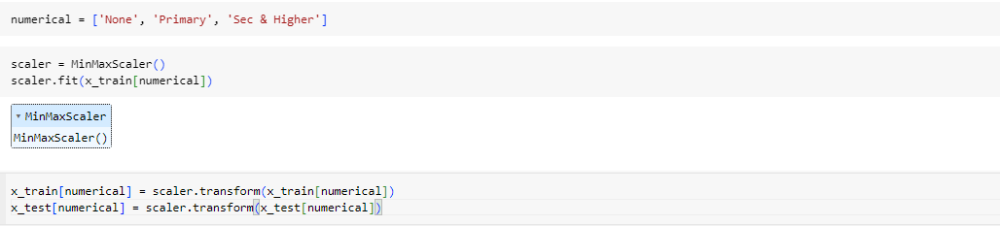 numerical = ['None', 'Primary', 'Sec & Higher']
scaler = MinMaxScaler()
scaler.fit(x_train[numerical])
▾ MinMaxScaler
MinMaxScaler()
x_train[numerical] = scaler.transform(x_train[numerical])
x_test[numerical] = scaler.transform(x_test[numerical])